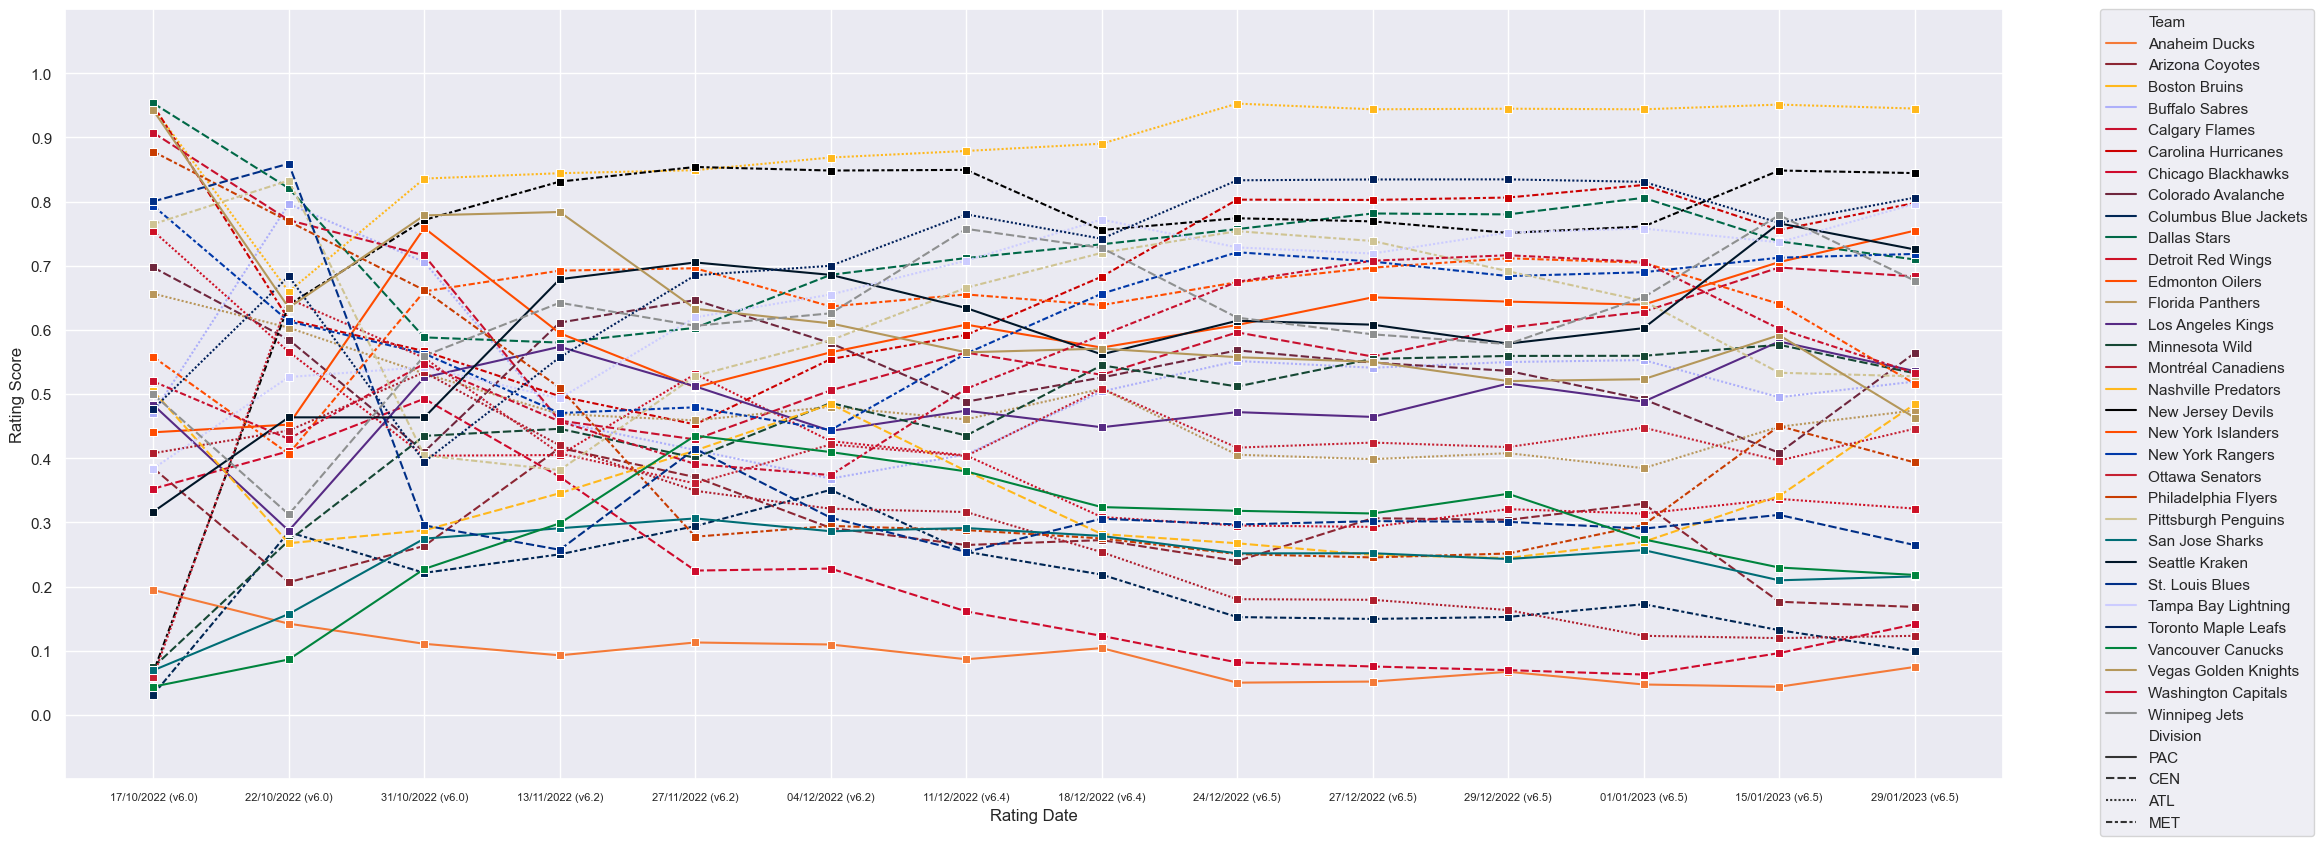 1.0
0.9
0.8
0.7
0.6
0.5
0.4
0.3
0.2
0.1
0.0
Rating Score
17/10/2022 (v6.0)
22/10/2022 (v6.0)
31/10/2022 (v6.0)
13/11/2022 (v6.2)
27/11/2022 (v6.2)
04/12/2022 (v6.2)
11/12/2022 (v6.4)
18/12/2022 (v6.4)
24/12/2022 (v6.5)
27/12/2022 (v6.5)
29/12/2022 (v6.5)
01/01/2023 (v6.5)
15/01/2023 (v6.5)
29/01/2023 (v6.5)
Rating Date
Team
Anaheim Ducks
Arizona Coyotes
Boston Bruins
Buffalo Sabres
Calgary Flames
Carolina Hurricanes
Chicago Blackhawks
Colorado Avalanche
Columbus Blue Jackets
Dallas Stars
Detroit Red Wings
Edmonton Oilers
Florida Panthers
Los Angeles Kings
Minnesota Wild
Montréal Canadiens
Nashville Predators
New Jersey Devils
New York Islanders
New York Rangers
Ottawa Senators
Philadelphia Flyers
Pittsburgh Penguins
San Jose Sharks
Seattle Kraken
St. Louis Blues
Tampa Bay Lightning
Toronto Maple Leafs
Vancouver Canucks
Vegas Golden Knights
Washington Capitals
Winnipeg Jets
Division
PAC
CEN
ATL
MET